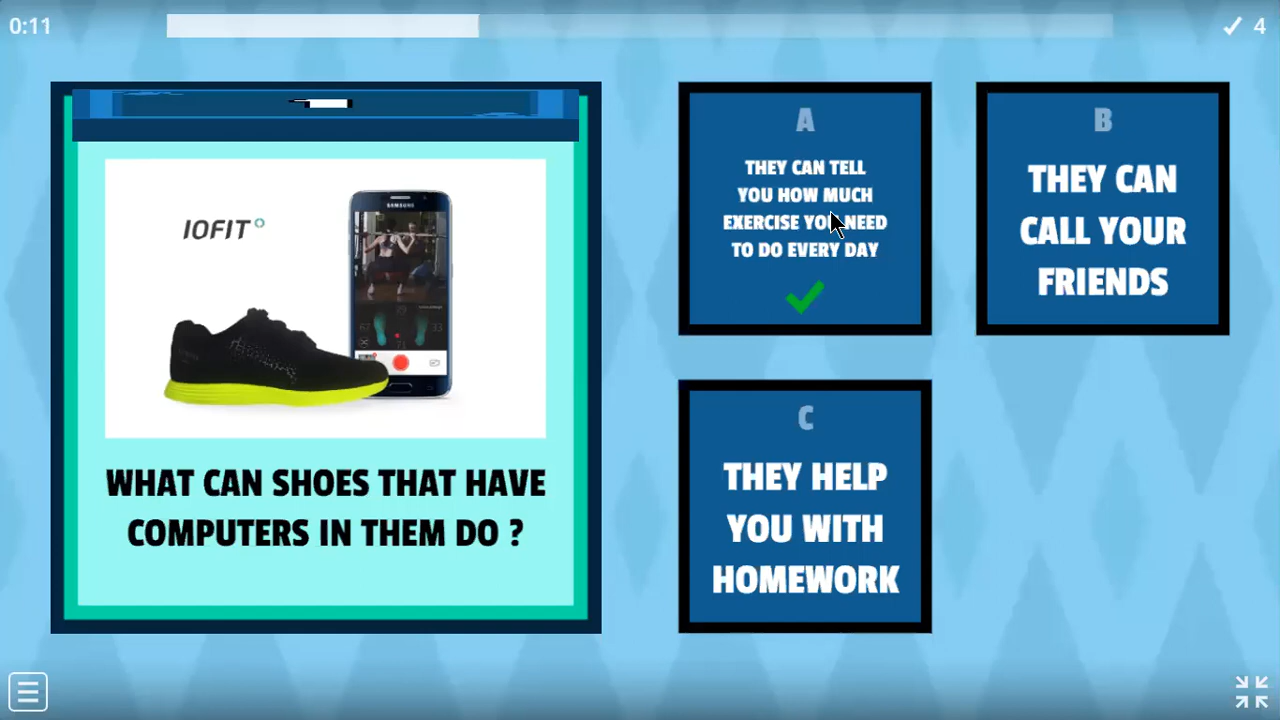 0:11
4
IOFIT
SAMSUNG
WHAT CAN SHOES THAT HAVE
COMPUTERS IN THEM DO ?
A
THEY CAN TELL
YOU HOW MUCH
EXERCISE YOU NEED
TO DO EVERY DAY
B
THEY CAN
CALL YOUR
FRIENDS
C
THEY HELP
YOU WITH
HOMEWORK